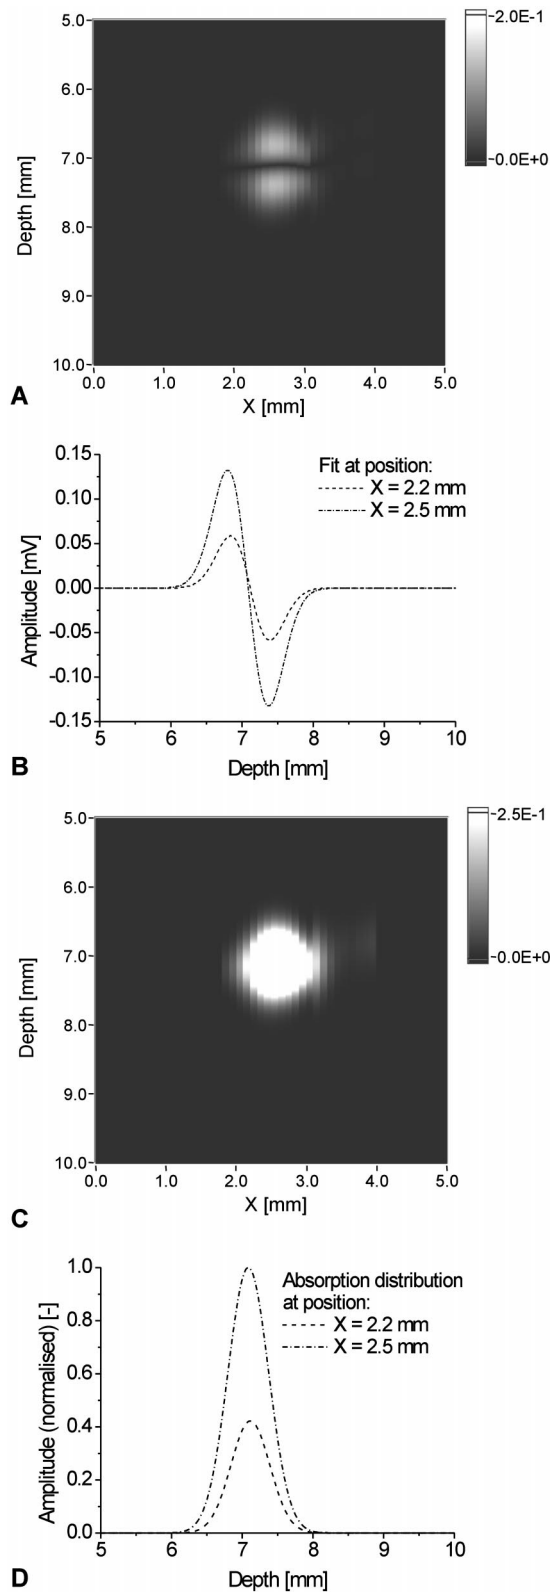 2.0E-1
0.0E+0
5.0
6.0
7.0
8.0
9.0
10.0
Depth [mm]
0.0 1.0 2.0 3.0 4.0 5.0
X [mm]
A
0.15
0.10
0.05
0.00
-0.05
-0.10
-0.15
Amplitude [mV]
Fit at position:
X = 2.2 mm
X = 2.5 mm
5 6 7 8 9 10
Depth [mm]
B
2.5E-1
0.0E+0
5.0
6.0
7.0
8.0
9.0
10.0
Depth [mm]
0.0 1.0 2.0 3.0 4.0 5.0
X [mm]
C
1.0
0.8
0.6
0.4
0.2
0.0
Amplitude (normalised) [-]
Absorption distribution
at position:
X = 2.2 mm
X = 2.5 mm
5 6 7 8 9 10
Depth [mm]
D